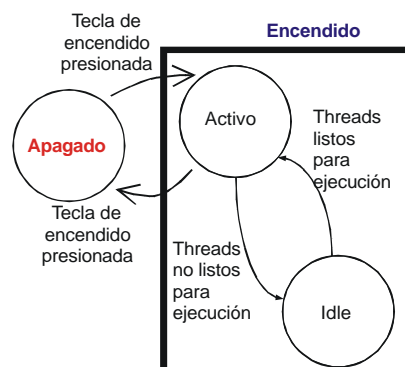 Tecla de
encendido
presionada
Encendido
Apagado
Activo
Threads
listos
para
ejecución
Tecla de
encendido
presionada
Threads
no listos
para
ejecución
Idle